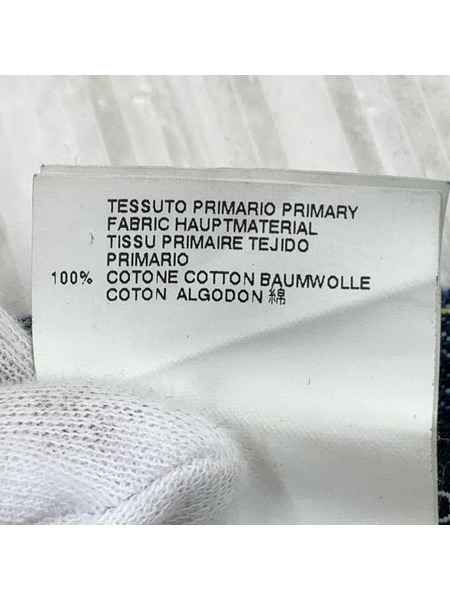 TESSUTO PRIMARIO PRIMARY
FABRIC HAUPTMATERIAL
TISSU PRIMAIRE TEJIDO
PRIMARIO
100% COTONE COTTON BAUMWOLLE
COTON ALGODON 綿